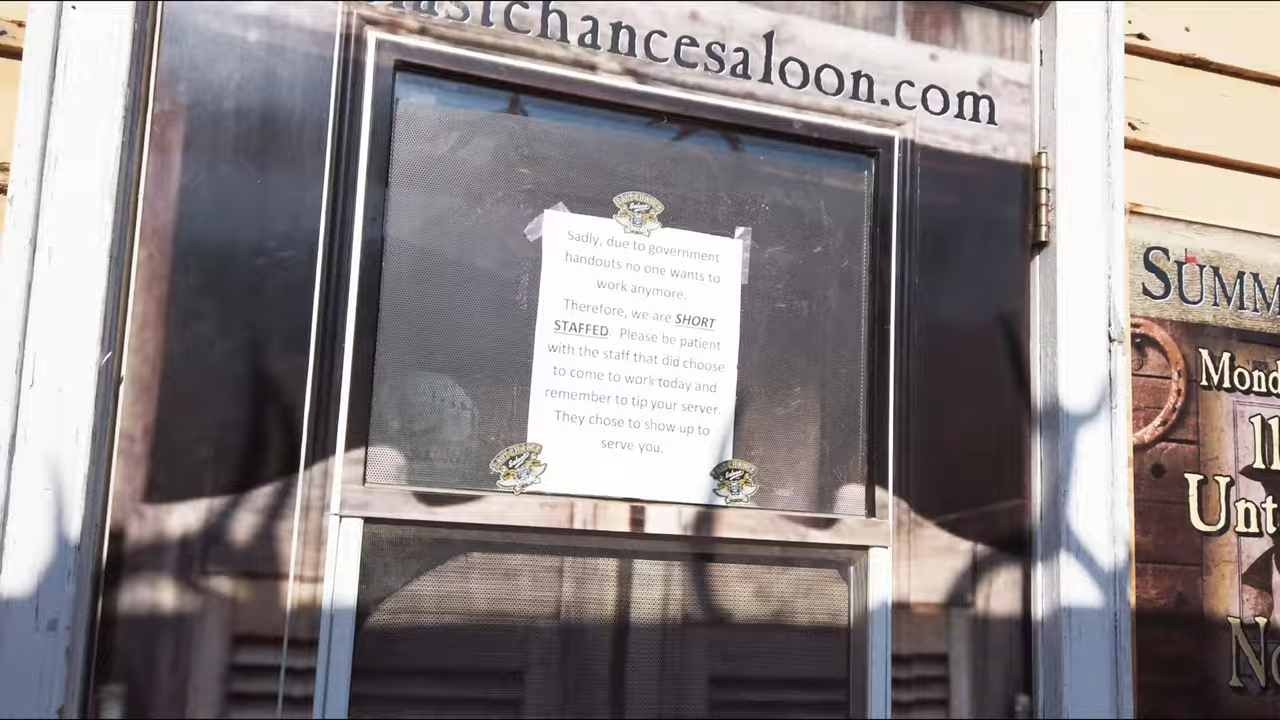 lastchancesaloon.com
Sadly, due to government
handouts no one wants to
work anymore.
Therefore, we are SHORT
STAFFED. Please be patient
with the staff that did choose
to come to work today and
remember to tip your server.
They chose to show up to
serve you.
SUMM
Mond
11
Unt
No